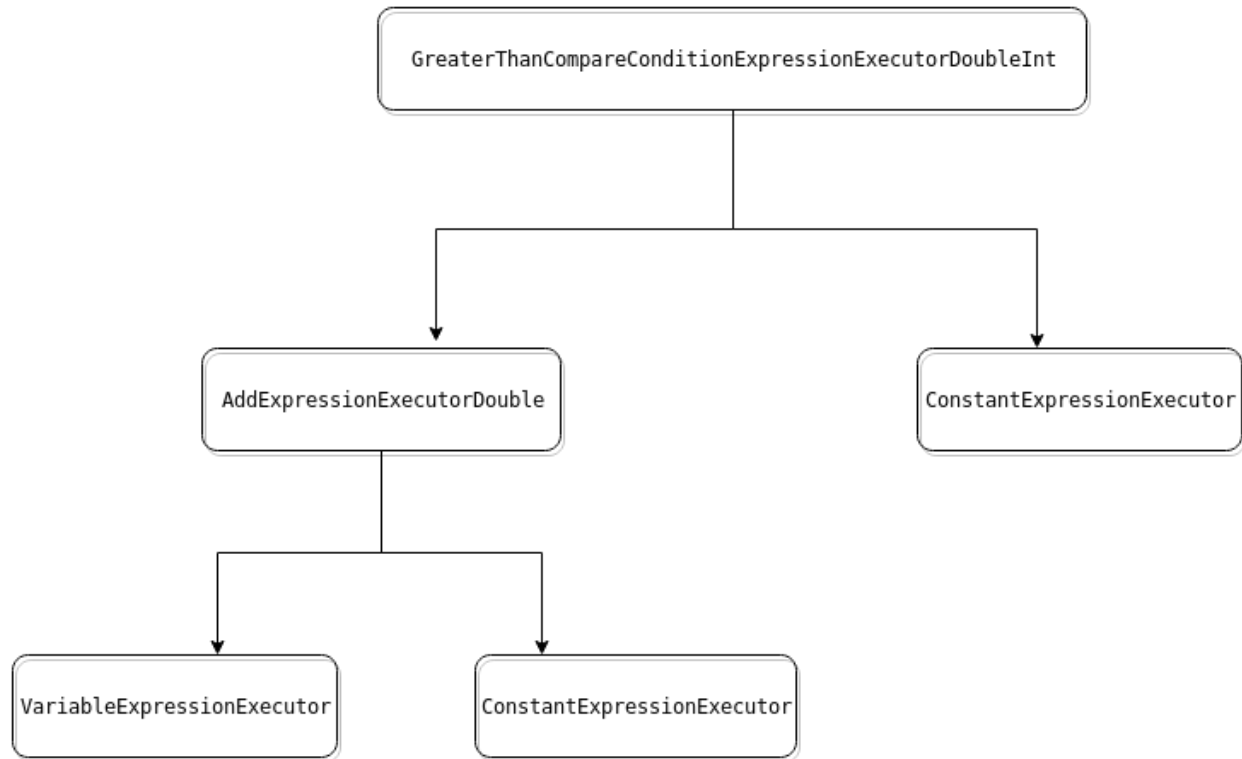 GreaterThanCompareConditionExpressionExecutorDoubleInt
AddExpressionExecutorDouble
ConstantExpressionExecutor
VariableExpressionExecutor
ConstantExpressionExecutor